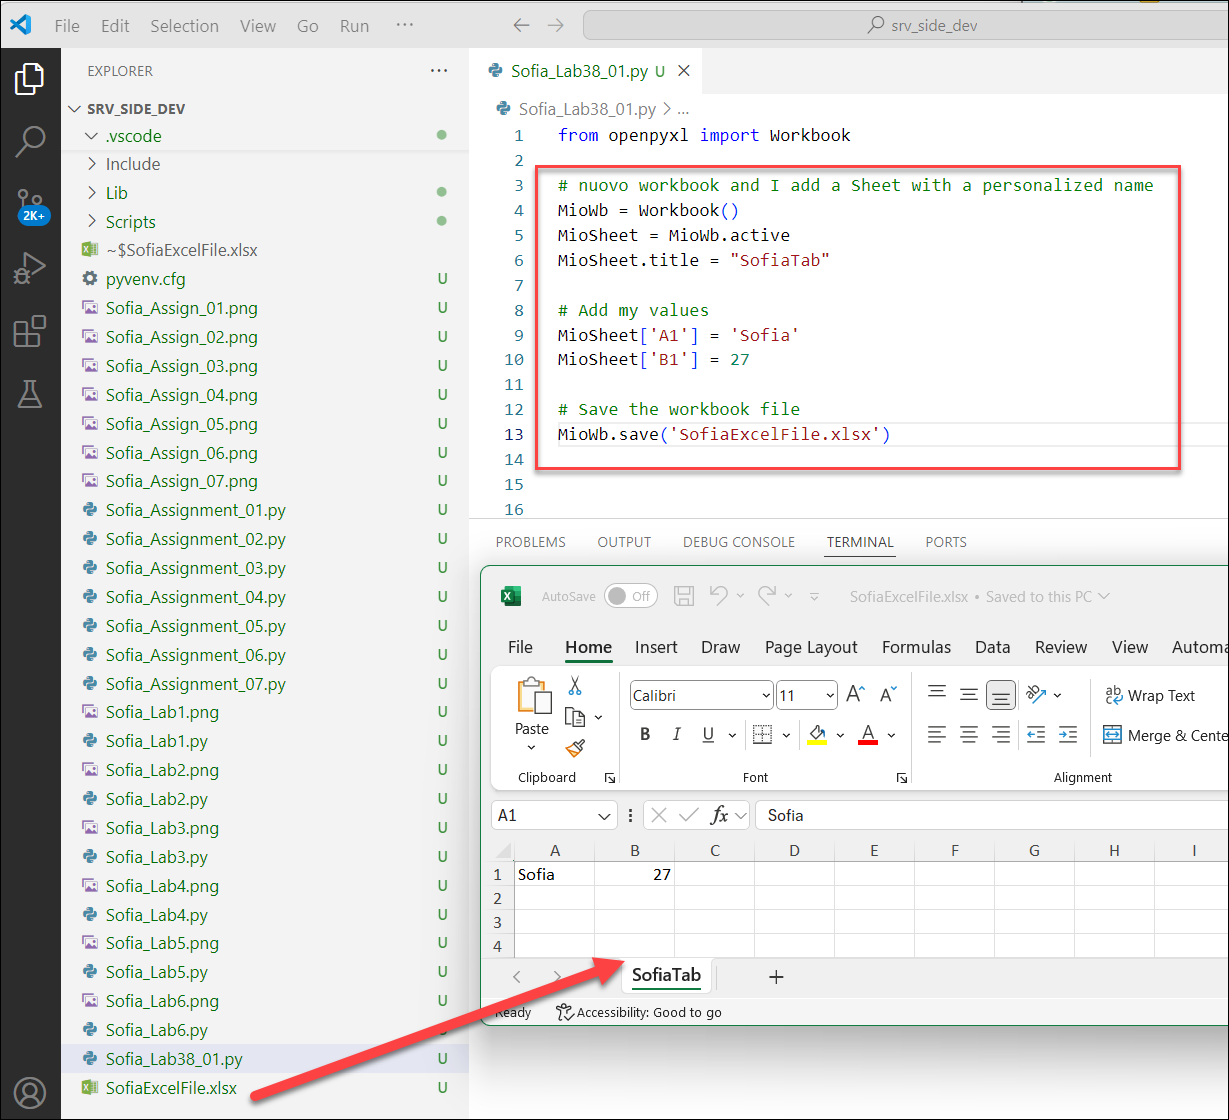 File Edit Selection View Go Run ... srv_side_dev
EXPLORER ...
SRV_SIDE_DEV
.vscode
Include
Lib
Scripts
~$SofiaExcelFile.xlsx
pyvenv.cfg U
Sofia_Assign_01.png U
Sofia_Assign_02.png U
Sofia_Assign_03.png U
Sofia_Assign_04.png U
Sofia_Assign_05.png U
Sofia_Assign_06.png U
Sofia_Assign_07.png U
Sofia_Assignment_01.py U
Sofia_Assignment_02.py U
Sofia_Assignment_03.py U
Sofia_Assignment_04.py U
Sofia_Assignment_05.py U
Sofia_Assignment_06.py U
Sofia_Assignment_07.py U
Sofia_Lab1.png U
Sofia_Lab1.py U
Sofia_Lab2.png U
Sofia_Lab2.py U
Sofia_Lab3.png U
Sofia_Lab3.py U
Sofia_Lab4.png U
Sofia_Lab4.py U
Sofia_Lab5.png U
Sofia_Lab5.py U
Sofia_Lab6.png U
Sofia_Lab6.py U
Sofia_Lab38_01.py U
SofiaExcelFile.xlsx U
2K+
Sofia_Lab38_01.py U
Sofia_Lab38_01.py > ...
1 from openpyxl import Workbook
2
3 # nuovo workbook and I add a Sheet with a personalized name
4 MioWb = Workbook()
5 MioSheet = MioWb.active
6 MioSheet.title = "SofiaTab"
7
8 # Add my values
9 MioSheet['A1'] = 'Sofia'
10 MioSheet['B1'] = 27
11
12 # Save the workbook file
13 MioWb.save('SofiaExcelFile.xlsx')
14
15
16
PROBLEMS OUTPUT DEBUG CONSOLE TERMINAL PORTS
AutoSave Off SofiaExcelFile.xlsx • Saved to this PC
File Home Insert Draw Page Layout Formulas Data Review View Automa
Calibri 11 A A ab Wrap Text
Paste B I U A Merge & Cente
Clipboard Font Alignment
A1 fx Sofia
A B C D E F G H I
1 Sofia 27
2
3
4
SofiaTab +
Ready Accessibility: Good to go